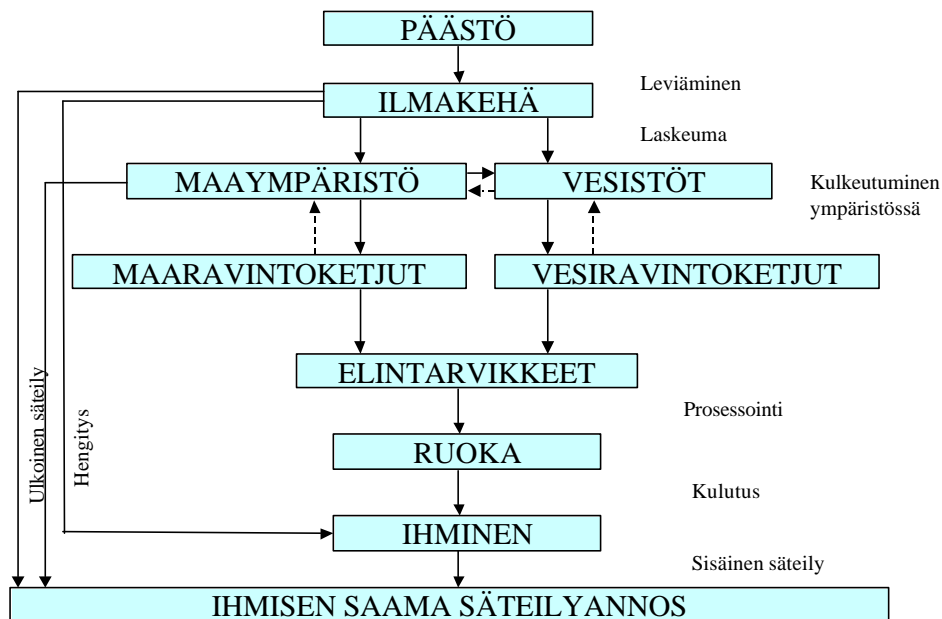 PÄÄSTÖ
Leviäminen
ILMAKEHÄ
Laskeuma
MAAYMPÄRISTÖ
VESISTÖT
Kulkeutuminen
ympäristössä
MAARAVINTOKETJUT
VESIRAVINTOKETJUT
ELINTARVIKKEET
Ulkoinen säteily
Hengitys
Prosessointi
RUOKA
Kulutus
IHMINEN
Sisäinen säteily
IHMISEN SAAMA SÄTEILYANNOS